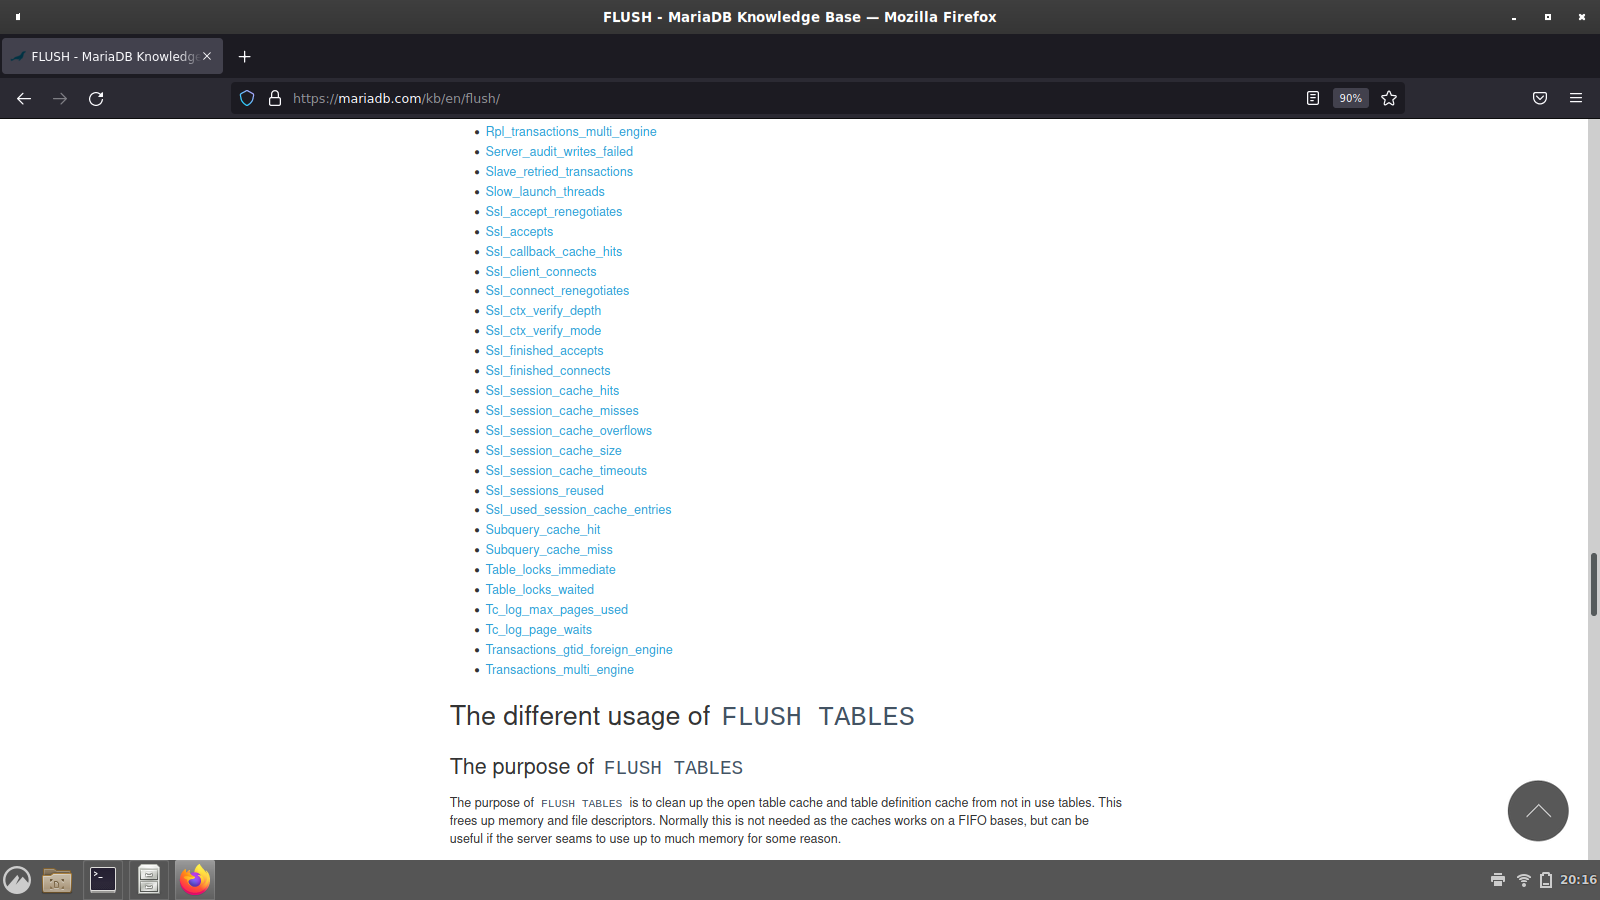 FLUSH - MariaDB Knowledge Base — Mozilla Firefox
FLUSH - MariaDB Knowledge
https://mariadb.com/kb/en/flush/
90%
Rpl_transactions_multi_engine
Server_audit_writes_failed
Slave_retried_transactions
Slow_launch_threads
Ssl_accept_renegotiates
Ssl_accepts
Ssl_callback_cache_hits
Ssl_client_connects
Ssl_connect_renegotiates
Ssl_ctx_verify_depth
Ssl_ctx_verify_mode
Ssl_finished_accepts
Ssl_finished_connects
Ssl_session_cache_hits
Ssl_session_cache_misses
Ssl_session_cache_overflows
Ssl_session_cache_size
Ssl_session_cache_timeouts
Ssl_sessions_reused
Ssl_used_session_cache_entries
Subquery_cache_hit
Subquery_cache_miss
Table_locks_immediate
Table_locks_waited
Tc_log_max_pages_used
Tc_log_page_waits
Transactions_gtid_foreign_engine
Transactions_multi_engine
The different usage of FLUSH TABLES
The purpose of FLUSH TABLES
The purpose of FLUSH TABLES is to clean up the open table cache and table definition cache from not in use tables. This
frees up memory and file descriptors. Normally this is not needed as the caches works on a FIFO bases, but can be
useful if the server seams to use up to much memory for some reason.
20:16